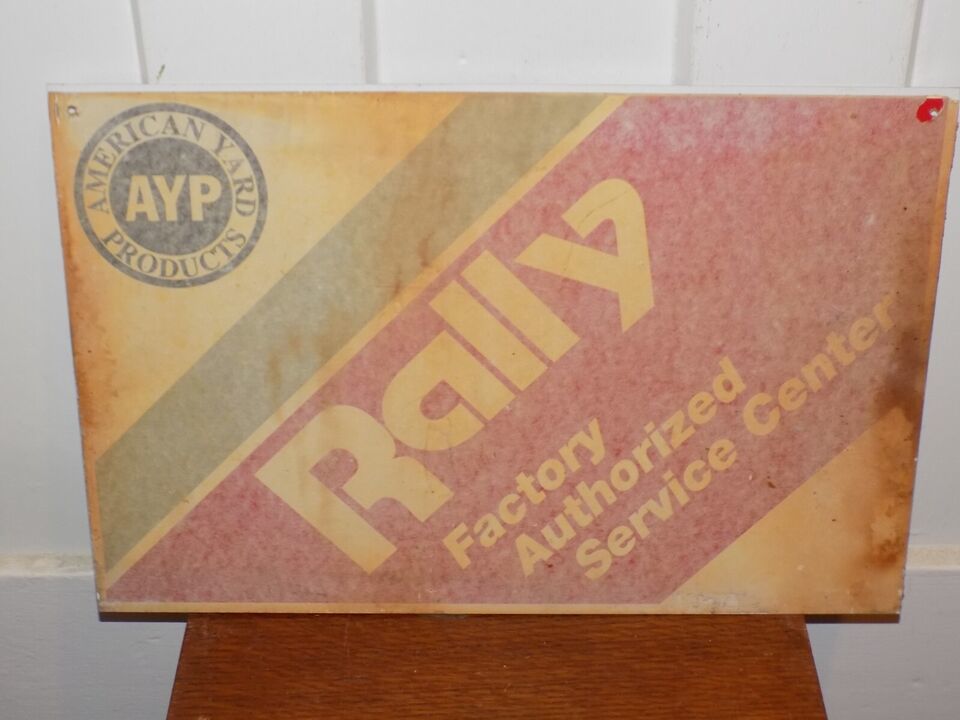 AMERICAN YARD
AYP
PRODUCTS
Rally
Factory
Authorized
Service Center